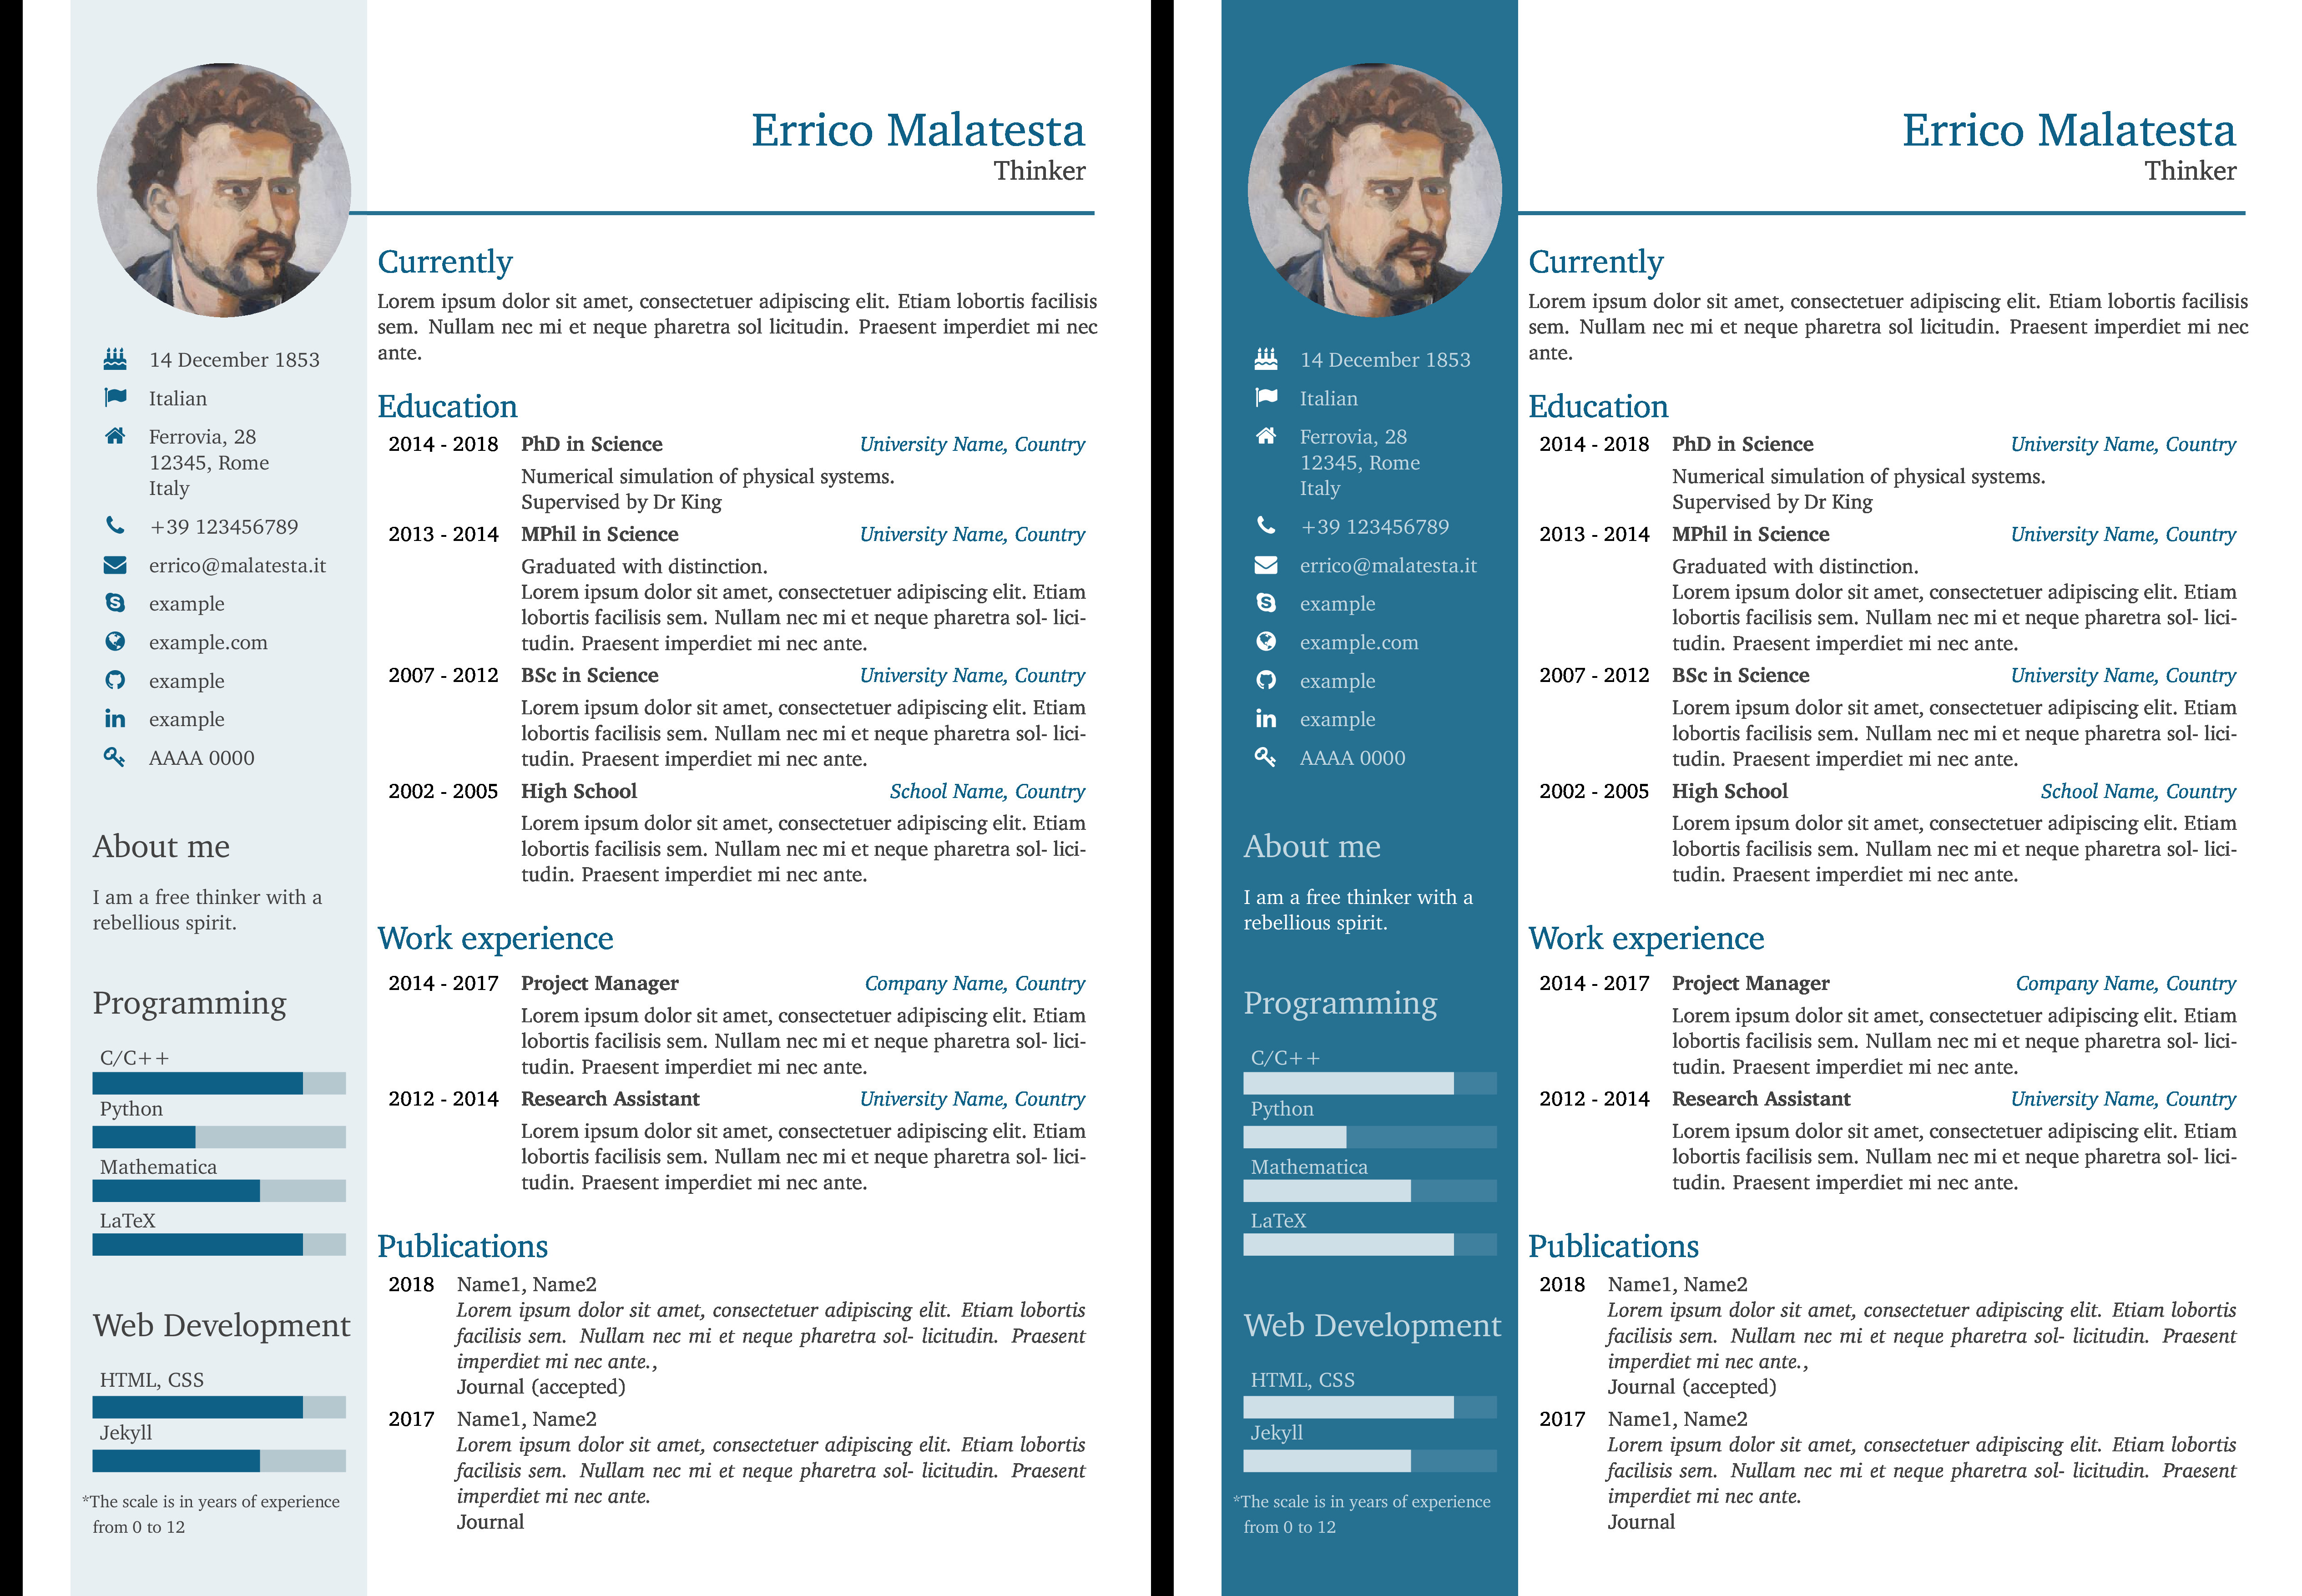 14 December 1853
Italian
Ferrovia, 28
12345, Rome
Italy
+39 123456789
errico@malatesta.it
example
example.com
example
example
AAAA 0000
About me
I am a free thinker with a
rebellious spirit.
Programming
C/C++
Python
Mathematica
LaTeX
Web Development
HTML, CSS
Jekyll
*The scale is in years of experience
from 0 to 12
Errico Malatesta
Thinker
Currently
Lorem ipsum dolor sit amet, consectetuer adipiscing elit. Etiam lobortis facilisis
sem. Nullam nec mi et neque pharetra sol licitudin. Praesent imperdiet mi nec
ante.
Education
2014 - 2018 PhD in Science University Name, Country
Numerical simulation of physical systems.
Supervised by Dr King
2013 - 2014 MPhil in Science University Name, Country
Graduated with distinction.
Lorem ipsum dolor sit amet, consectetuer adipiscing elit. Etiam
lobortis facilisis sem. Nullam nec mi et neque pharetra sol- lici-
tudin. Praesent imperdiet mi nec ante.
2007 - 2012 BSc in Science University Name, Country
Lorem ipsum dolor sit amet, consectetuer adipiscing elit. Etiam
lobortis facilisis sem. Nullam nec mi et neque pharetra sol- lici-
tudin. Praesent imperdiet mi nec ante.
2002 - 2005 High School School Name, Country
Lorem ipsum dolor sit amet, consectetuer adipiscing elit. Etiam
lobortis facilisis sem. Nullam nec mi et neque pharetra sol- lici-
tudin. Praesent imperdiet mi nec ante.
Work experience
2014 - 2017 Project Manager Company Name, Country
Lorem ipsum dolor sit amet, consectetuer adipiscing elit. Etiam
lobortis facilisis sem. Nullam nec mi et neque pharetra sol- lici-
tudin. Praesent imperdiet mi nec ante.
2012 - 2014 Research Assistant University Name, Country
Lorem ipsum dolor sit amet, consectetuer adipiscing elit. Etiam
lobortis facilisis sem. Nullam nec mi et neque pharetra sol- lici-
tudin. Praesent imperdiet mi nec ante.
Publications
2018 Name1, Name2
Lorem ipsum dolor sit amet, consectetuer adipiscing elit. Etiam lobortis
facilisis sem. Nullam nec mi et neque pharetra sol- licitudin. Praesent
imperdiet mi nec ante.,
Journal (accepted)
2017 Name1, Name2
Lorem ipsum dolor sit amet, consectetuer adipiscing elit. Etiam lobortis
facilisis sem. Nullam nec mi et neque pharetra sol- licitudin. Praesent
imperdiet mi nec ante.
Journal
14 December 1853
Italian
Ferrovia, 28
12345, Rome
Italy
+39 123456789
errico@malatesta.it
example
example.com
example
example
AAAA 0000
About me
I am a free thinker with a
rebellious spirit.
Programming
C/C++
Python
Mathematica
LaTeX
Web Development
HTML, CSS
Jekyll
*The scale is in years of experience
from 0 to 12
Errico Malatesta
Thinker
Currently
Lorem ipsum dolor sit amet, consectetuer adipiscing elit. Etiam lobortis facilisis
sem. Nullam nec mi et neque pharetra sol licitudin. Praesent imperdiet mi nec
ante.
Education
2014 - 2018 PhD in Science University Name, Country
Numerical simulation of physical systems.
Supervised by Dr King
2013 - 2014 MPhil in Science University Name, Country
Graduated with distinction.
Lorem ipsum dolor sit amet, consectetuer adipiscing elit. Etiam
lobortis facilisis sem. Nullam nec mi et neque pharetra sol- lici-
tudin. Praesent imperdiet mi nec ante.
2007 - 2012 BSc in Science University Name, Country
Lorem ipsum dolor sit amet, consectetuer adipiscing elit. Etiam
lobortis facilisis sem. Nullam nec mi et neque pharetra sol- lici-
tudin. Praesent imperdiet mi nec ante.
2002 - 2005 High School School Name, Country
Lorem ipsum dolor sit amet, consectetuer adipiscing elit. Etiam
lobortis facilisis sem. Nullam nec mi et neque pharetra sol- lici-
tudin. Praesent imperdiet mi nec ante.
Work experience
2014 - 2017 Project Manager Company Name, Country
Lorem ipsum dolor sit amet, consectetuer adipiscing elit. Etiam
lobortis facilisis sem. Nullam nec mi et neque pharetra sol- lici-
tudin. Praesent imperdiet mi nec ante.
2012 - 2014 Research Assistant University Name, Country
Lorem ipsum dolor sit amet, consectetuer adipiscing elit. Etiam
lobortis facilisis sem. Nullam nec mi et neque pharetra sol- lici-
tudin. Praesent imperdiet mi nec ante.
Publications
2018 Name1, Name2
Lorem ipsum dolor sit amet, consectetuer adipiscing elit. Etiam lobortis
facilisis sem. Nullam nec mi et neque pharetra sol- licitudin. Praesent
imperdiet mi nec ante.,
Journal (accepted)
2017 Name1, Name2
Lorem ipsum dolor sit amet, consectetuer adipiscing elit. Etiam lobortis
facilisis sem. Nullam nec mi et neque pharetra sol- licitudin. Praesent
imperdiet mi nec ante.
Journal